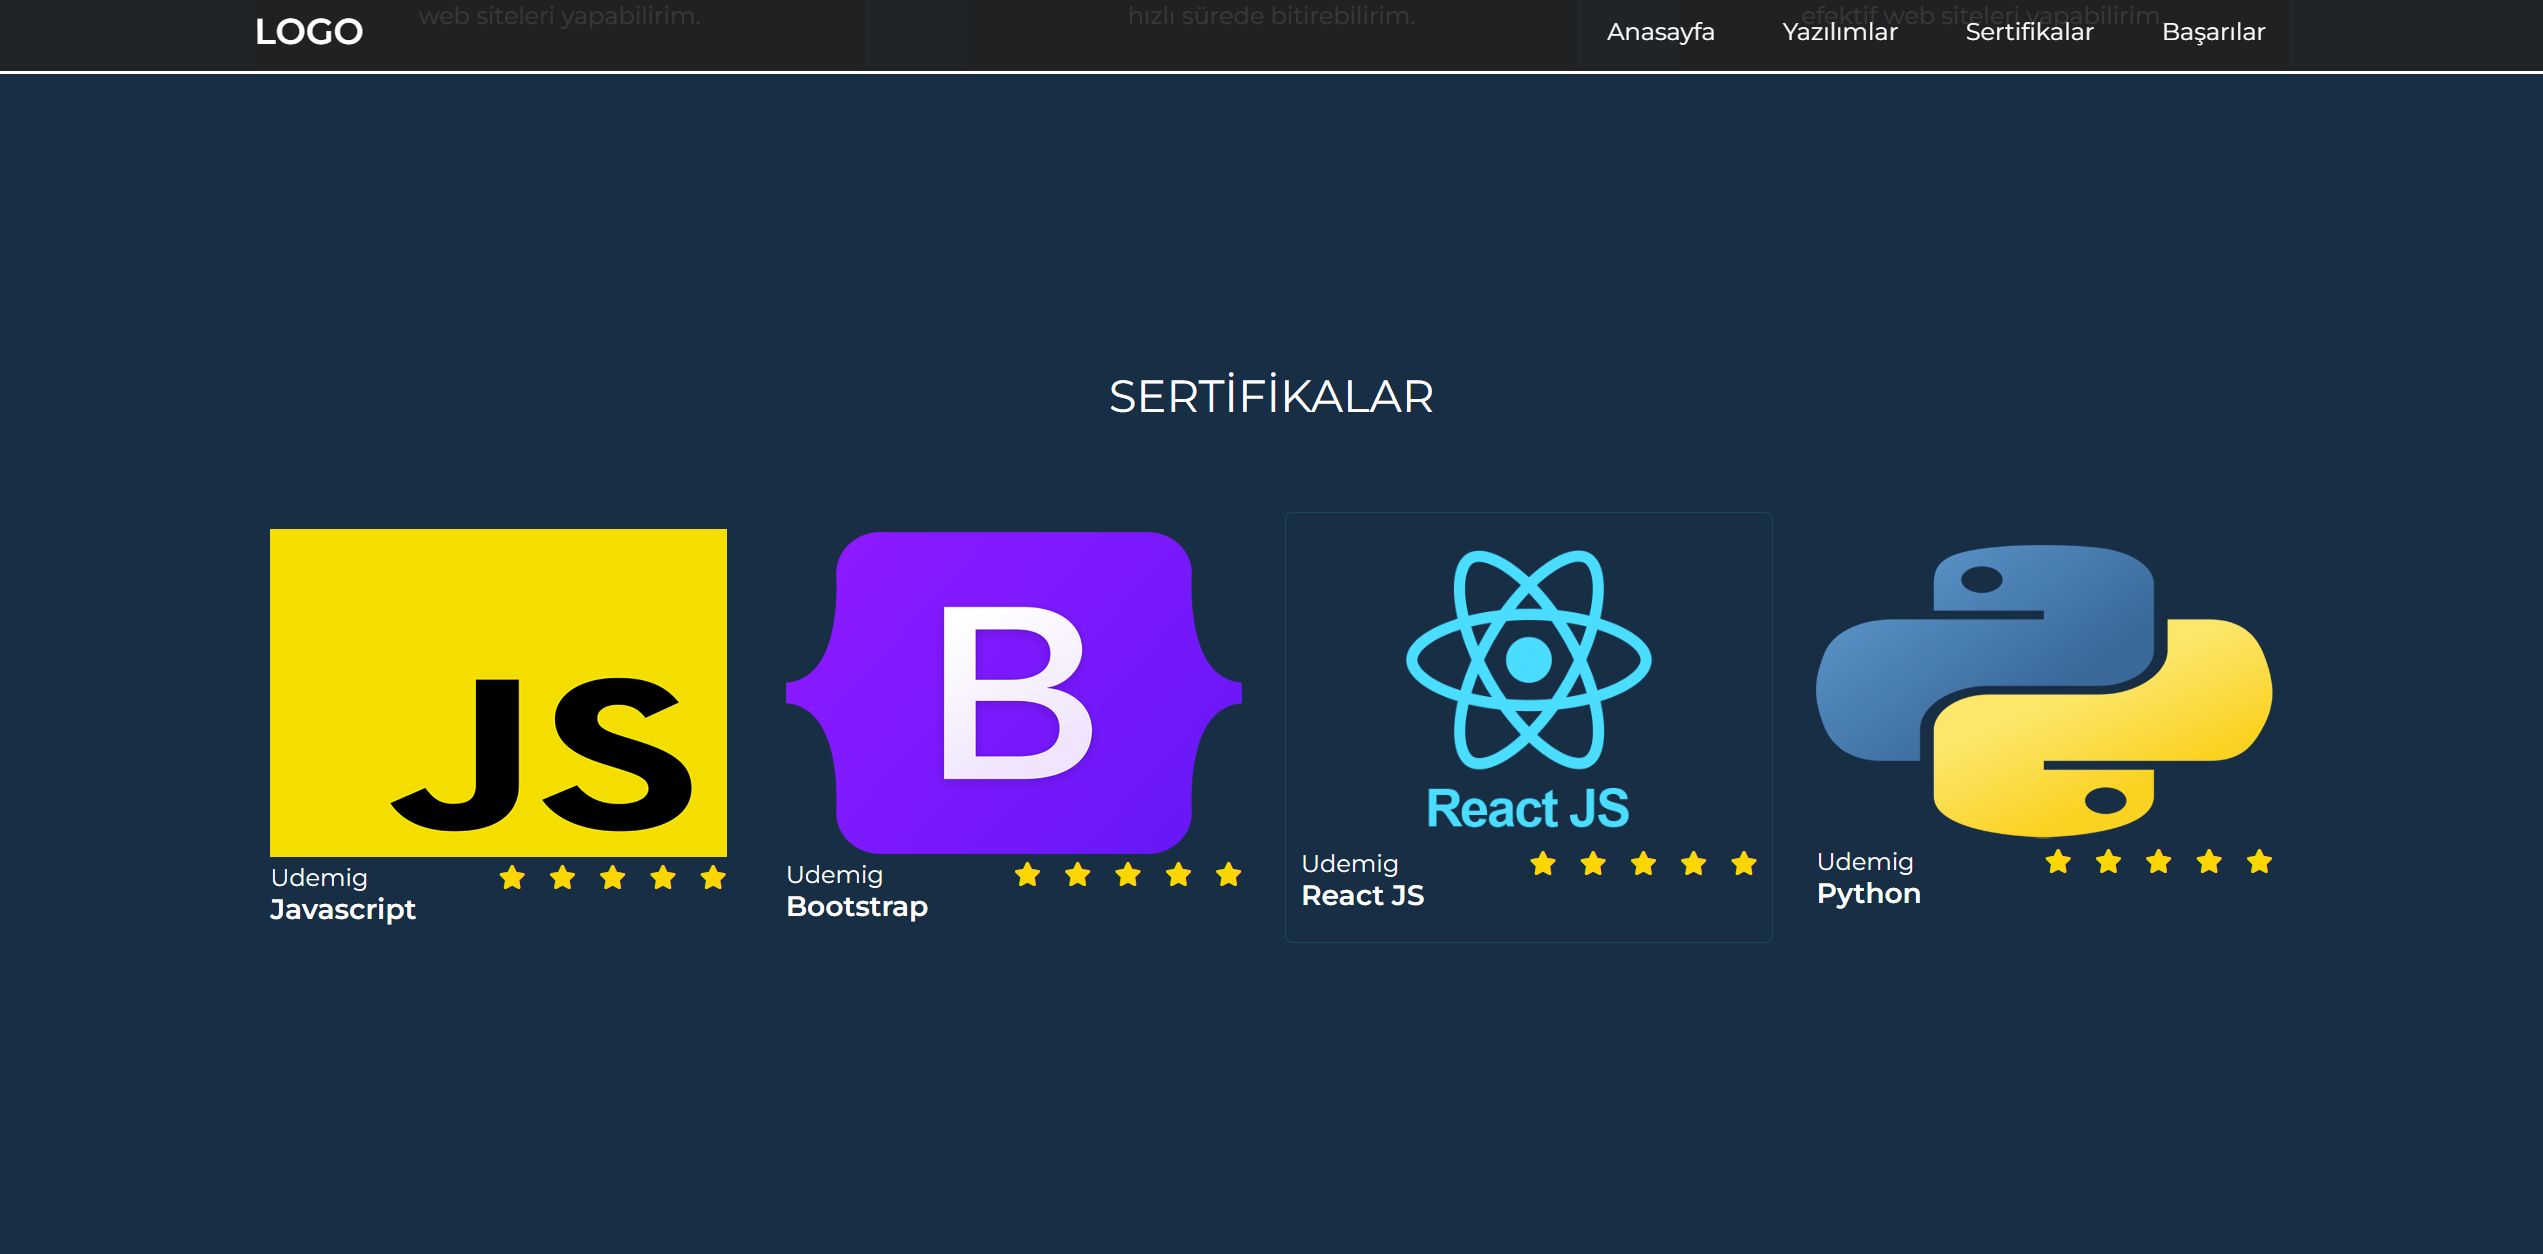 web siteleri yapabilirim.
hızlı sürede bitirebilirim.
efektif web siteleri yapabilirim.
LOGO
Anasayfa
Yazılımlar
Sertifikalar
Başarılar
SERTİFİKALAR
JS
B
React JS
Udemig
Javascript
Udemig
Bootstrap
Udemig
React JS
Udemig
Python